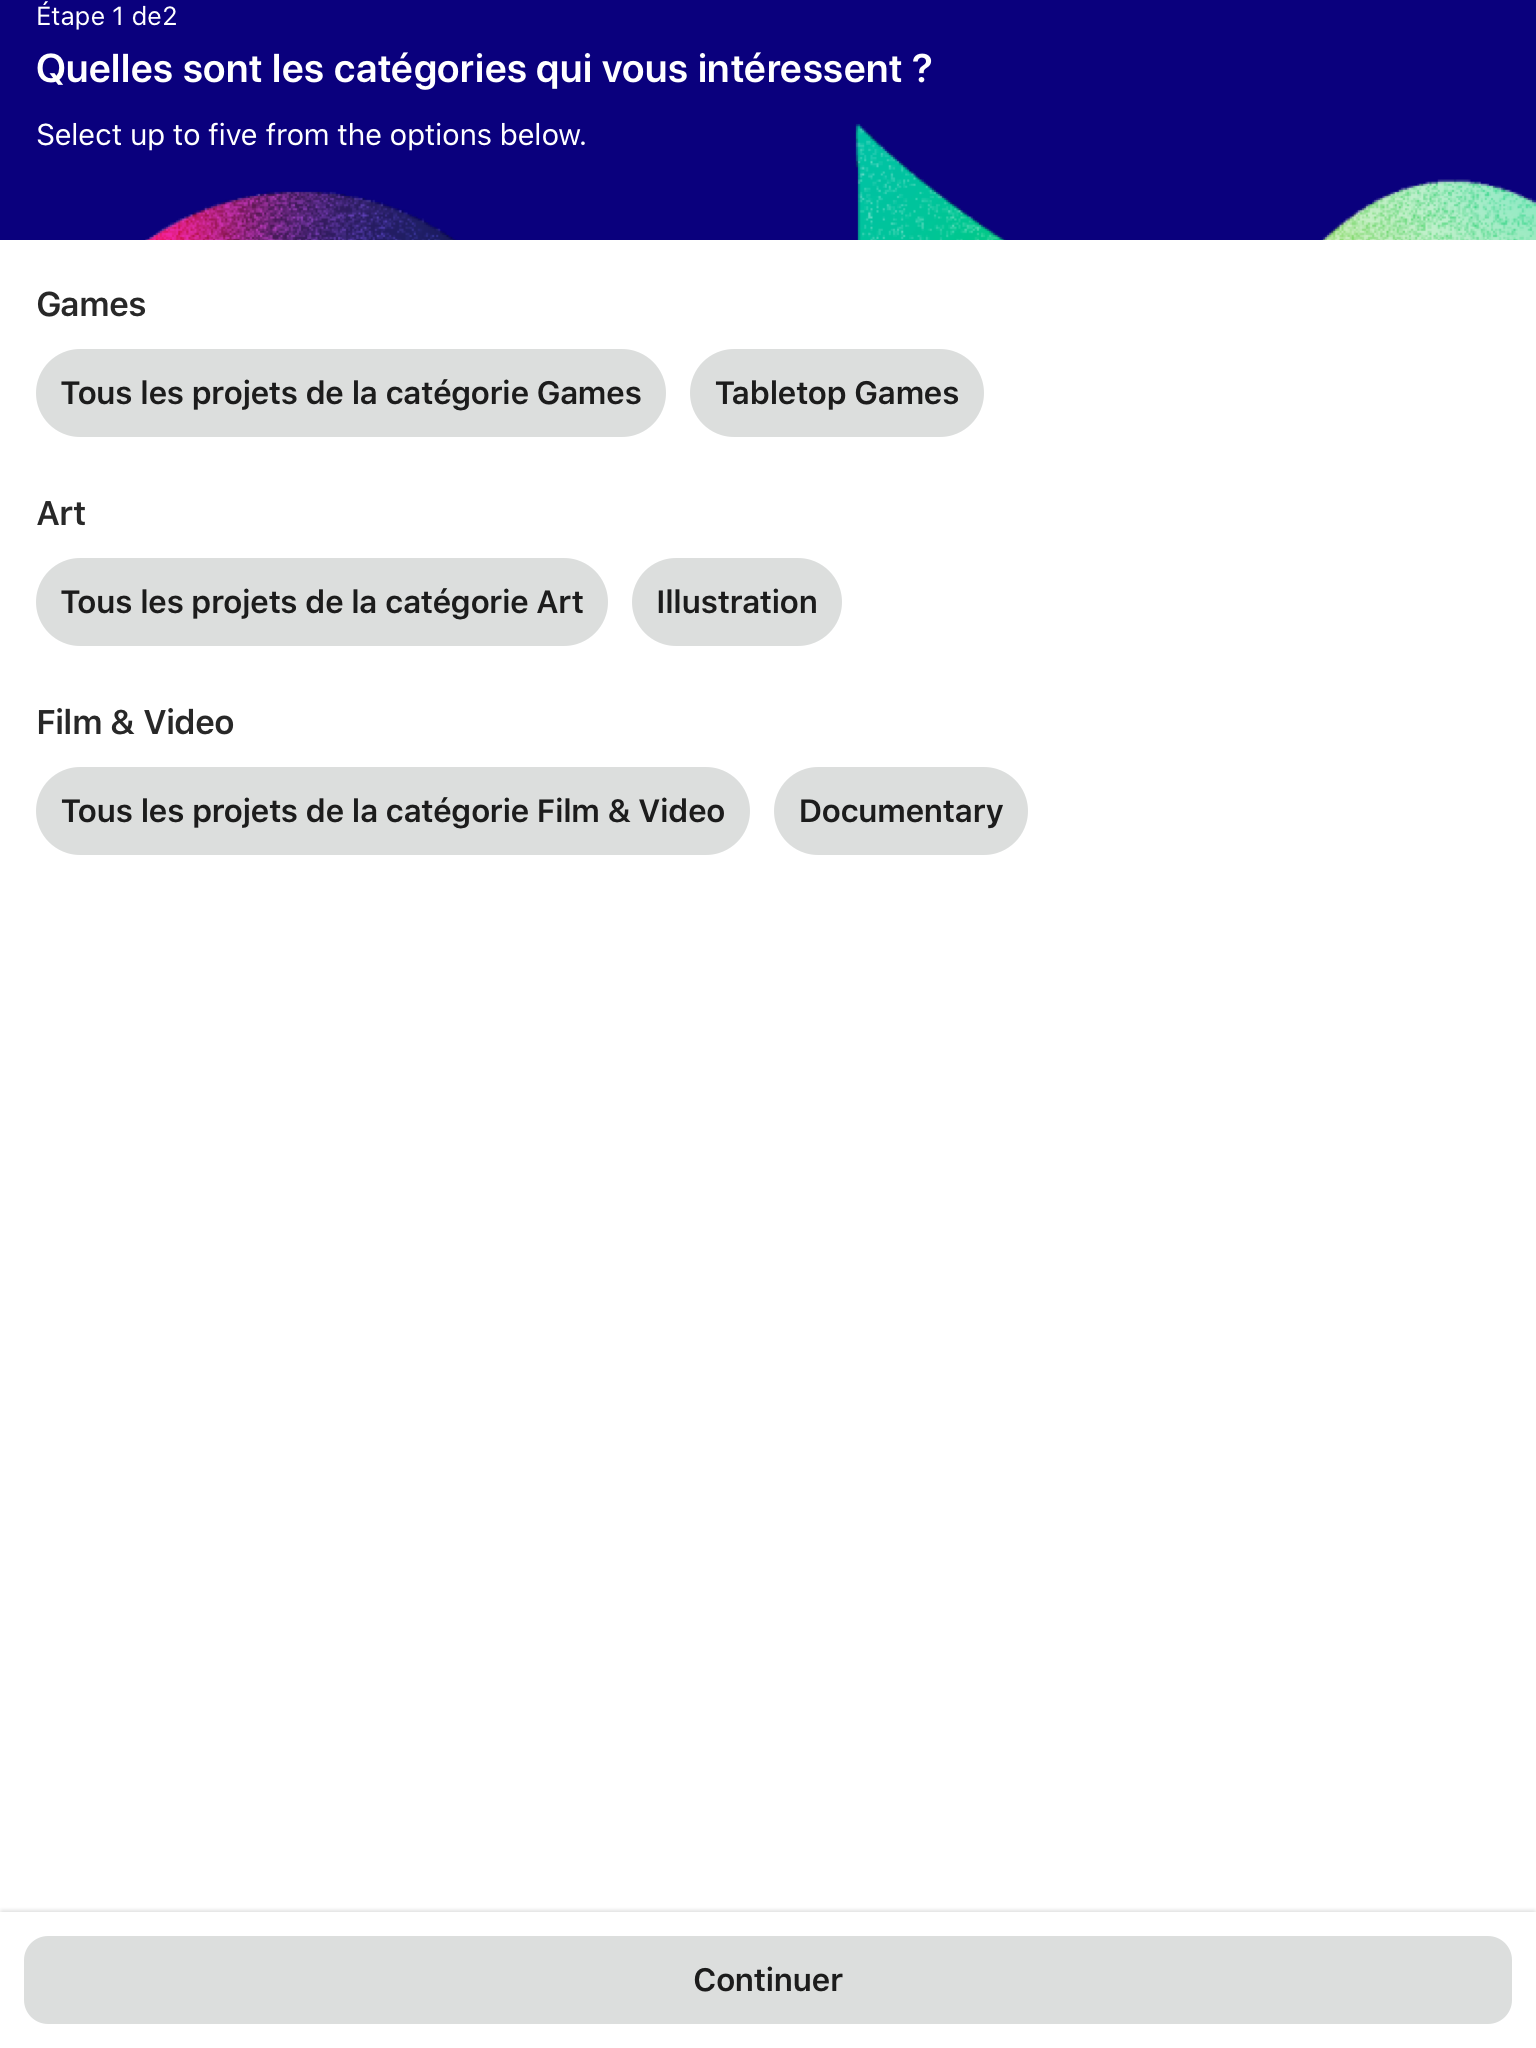 Étape 1 de2
Quelles sont les catégories qui vous intéressent ?
Select up to five from the options below.
Games
Tous les projets de la catégorie Games Tabletop Games
Art
Tous les projets de la catégorie Art Illustration
Film & Video
Tous les projets de la catégorie Film & Video Documentary
Continuer